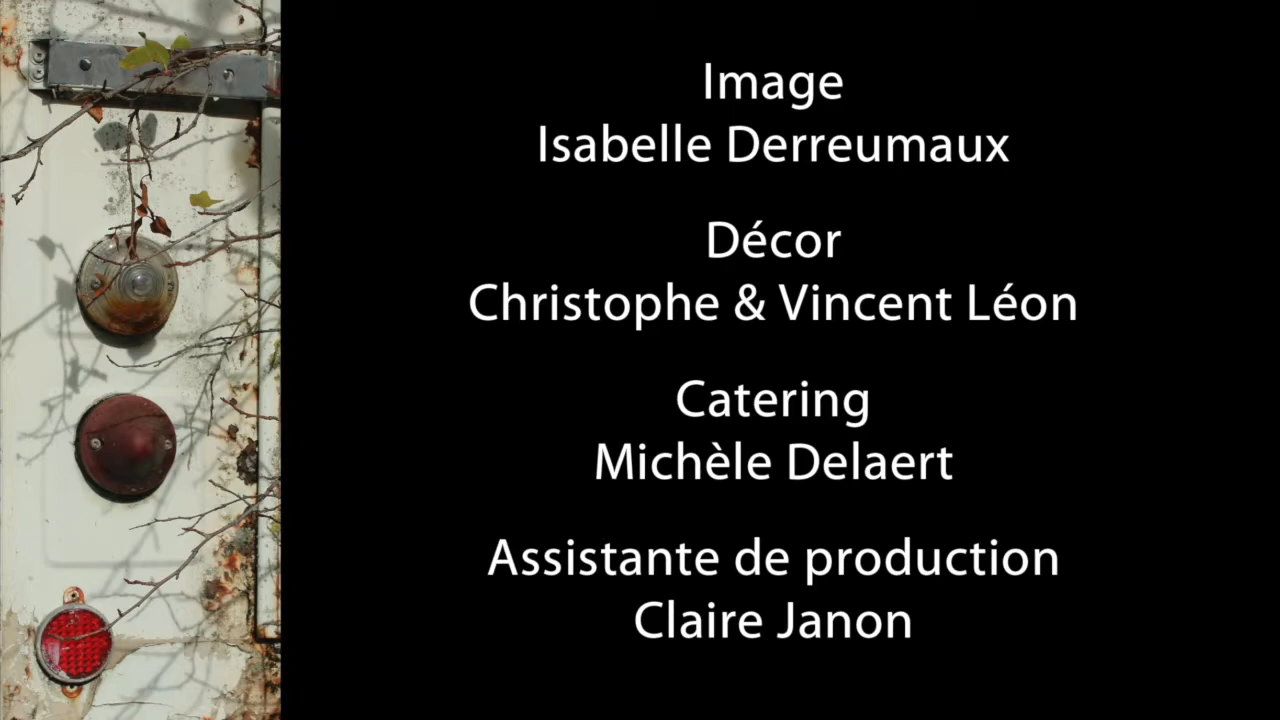 Image
Isabelle Derreumaux
Décor
Christophe & Vincent Léon
Catering
Michèle Delaert
Assistante de production
Claire Janon